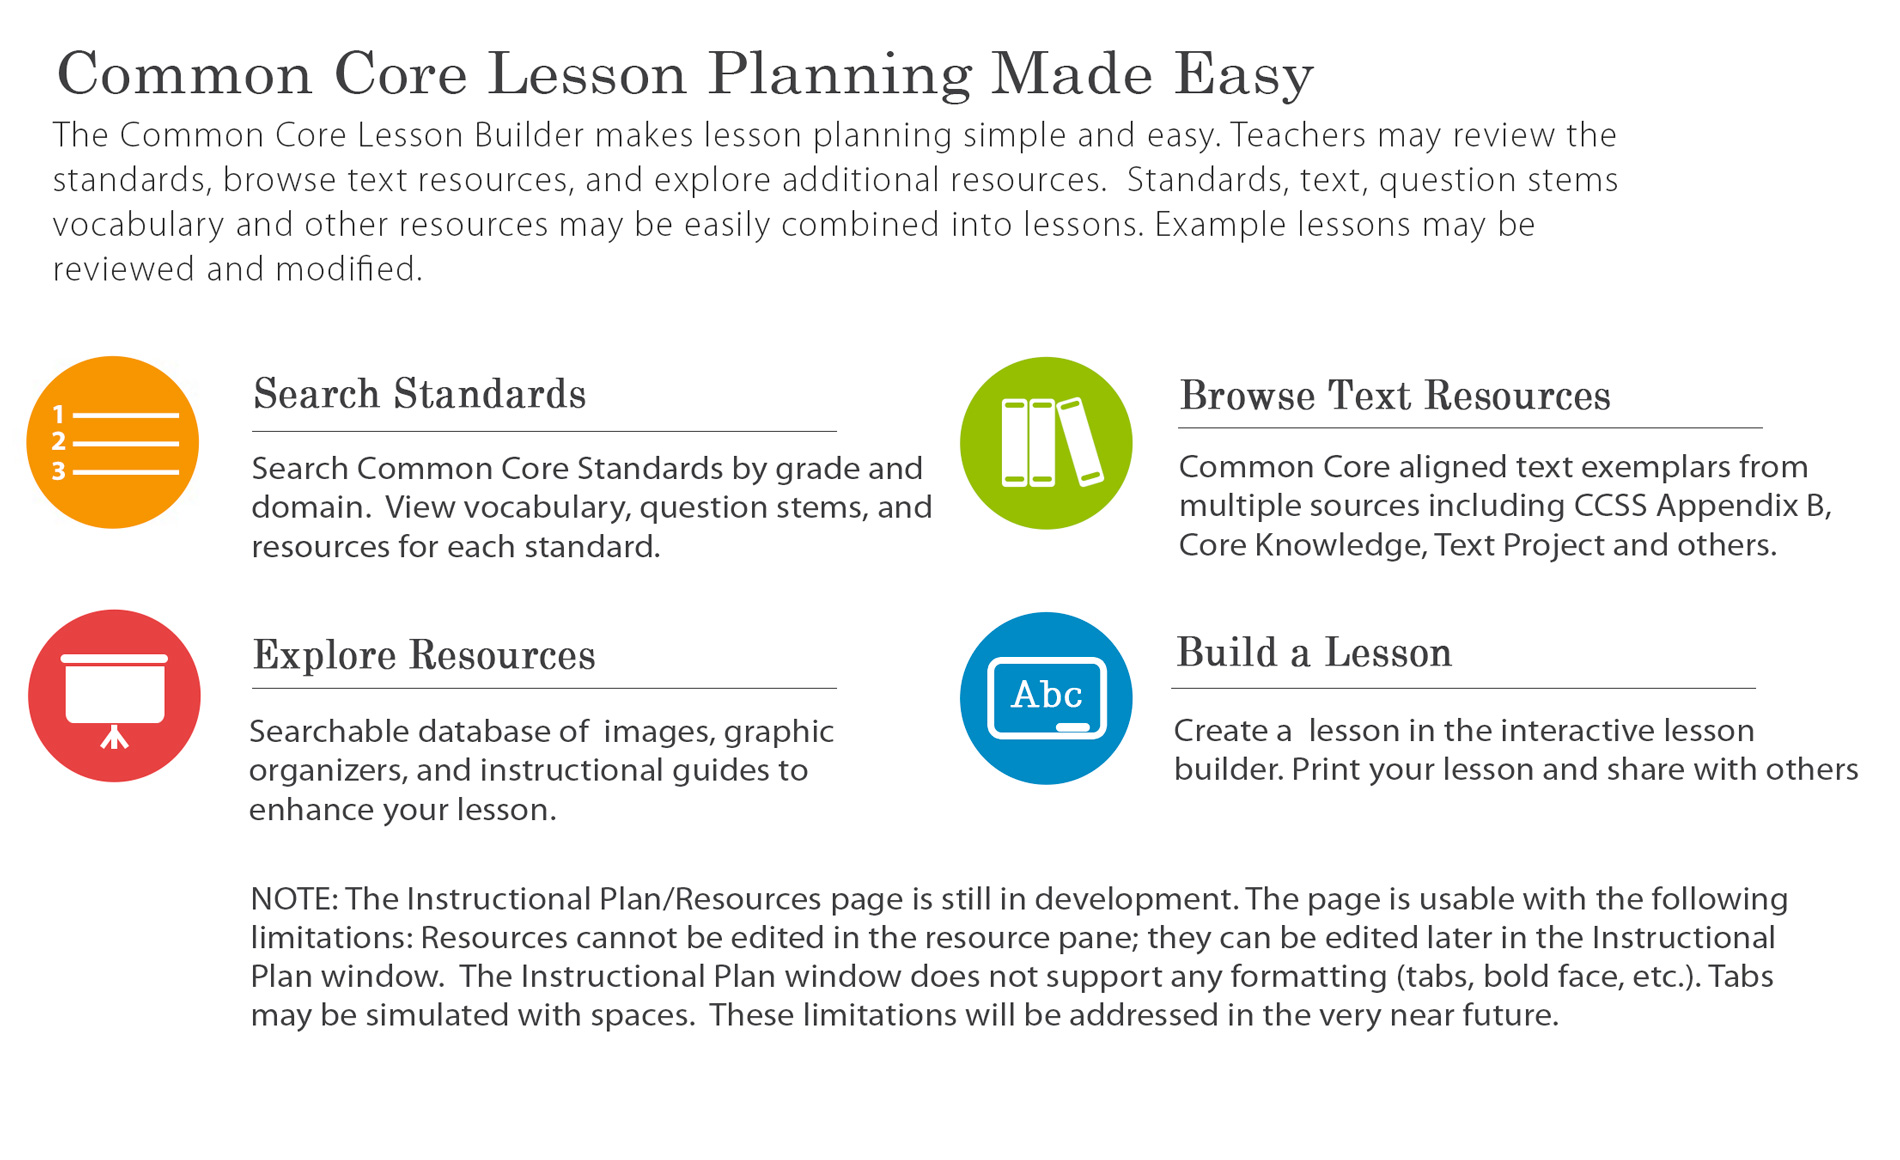 Common Core Lesson Planning Made Easy
The Common Core Lesson Builder makes lesson planning simple and easy. Teachers may review the
standards, browse text resources, and explore additional resources.  Standards, text, question stems
vocabulary and other resources may be easily combined into lessons. Example lessons may be
reviewed and modified.
1
2
3
Search Standards
Search Common Core Standards by grade and
domain.  View vocabulary, question stems, and
resources for each standard.
Browse Text Resources
Common Core aligned text exemplars from
multiple sources including CCSS Appendix B,
Core Knowledge, Text Project and others.
Explore Resources
Searchable database of  images, graphic
organizers, and instructional guides to
enhance your lesson.
Abc
Build a Lesson
Create a  lesson in the interactive lesson
builder. Print your lesson and share with others
NOTE: The Instructional Plan/Resources page is still in development. The page is usable with the following
limitations: Resources cannot be edited in the resource pane; they can be edited later in the Instructional
Plan window.  The Instructional Plan window does not support any formatting (tabs, bold face, etc.). Tabs
may be simulated with spaces.  These limitations will be addressed in the very near future.